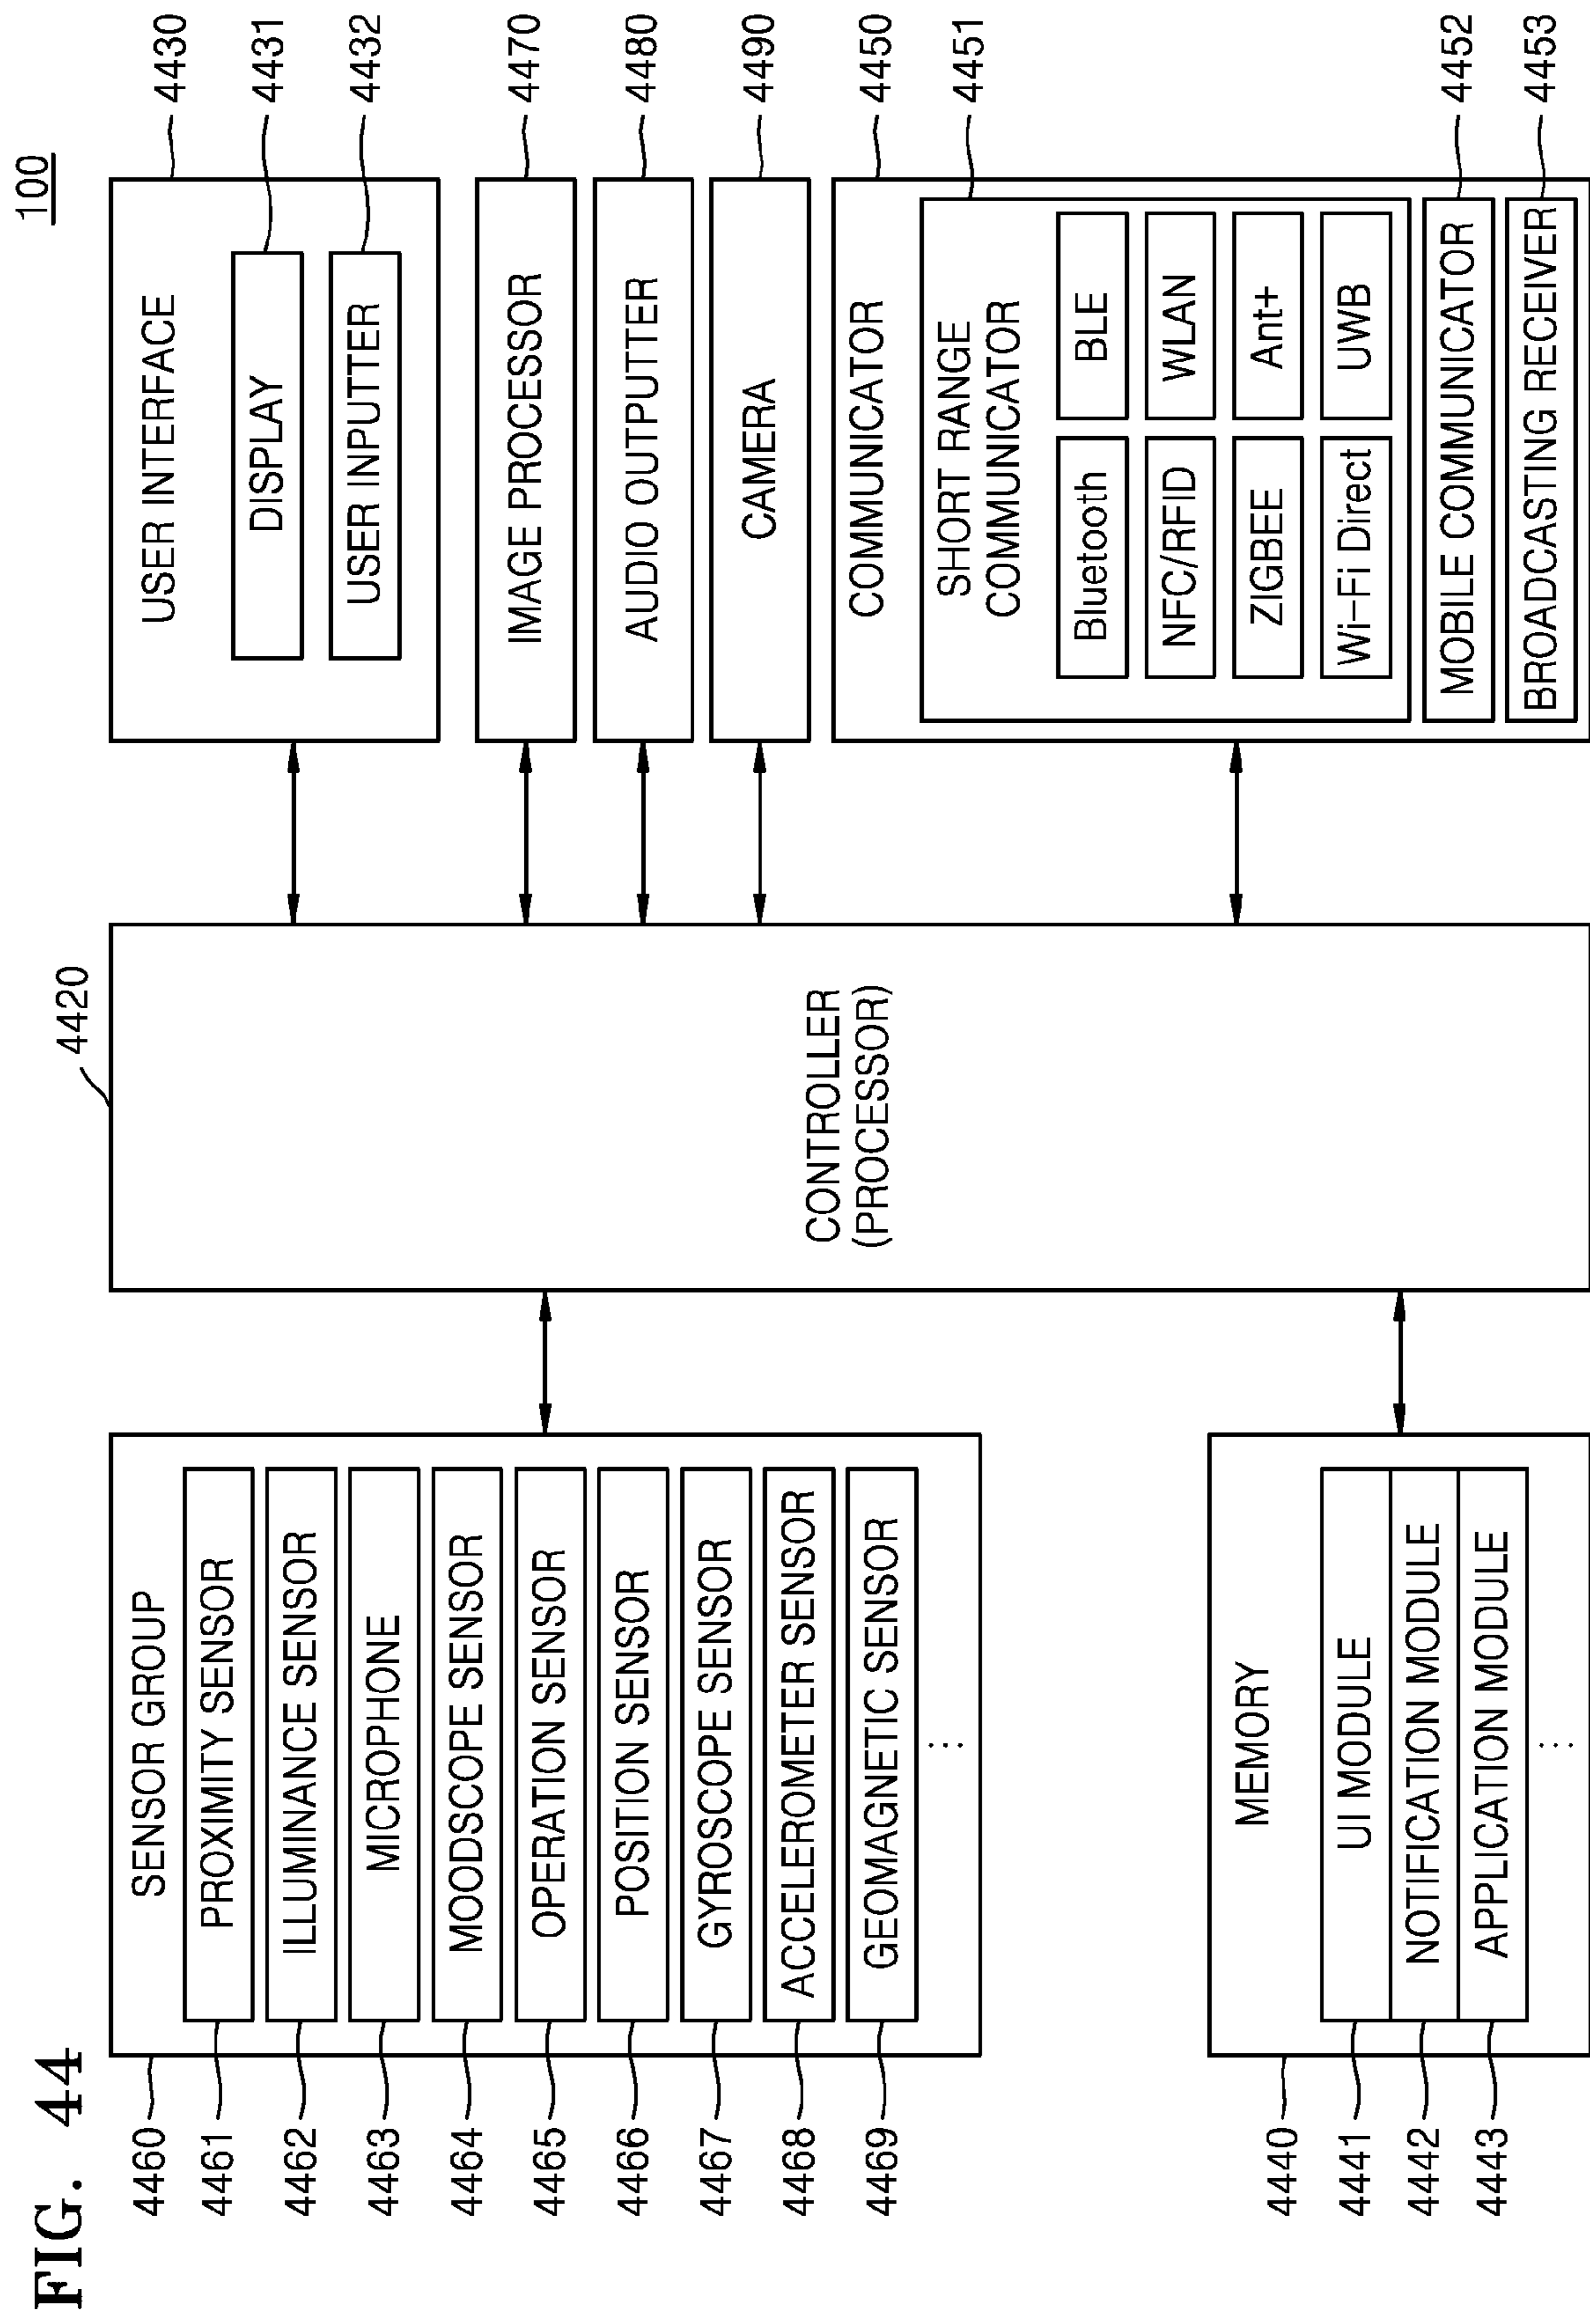 FIG. 44
100
4420
4460
SENSOR GROUP
4461
PROXIMITY SENSOR
4462
ILLUMINANCE SENSOR
4463
MICROPHONE
4464
MOODSCOPE SENSOR
4465
OPERATION SENSOR
4466
POSITION SENSOR
4467
GYROSCOPE SENSOR
4468
ACCELEROMETER SENSOR
4469
GEOMAGNETIC SENSOR
...
4440
MEMORY
4441
UI MODULE
4442
NOTIFICATION MODULE
4443
APPLICATION MODULE
...
CONTROLLER
(PROCESSOR)
USER INTERFACE
4430
DISPLAY
4431
USER INPUTTER
4432
IMAGE PROCESSOR
4470
AUDIO OUTPUTTER
4480
CAMERA
4490
COMMUNICATOR
4450
SHORT RANGE
COMMUNICATOR
4451
Bluetooth
BLE
NFC/RFID
WLAN
ZIGBEE
Ant+
Wi-Fi Direct
UWB
MOBILE COMMUNICATOR
4452
BROADCASTING RECEIVER
4453